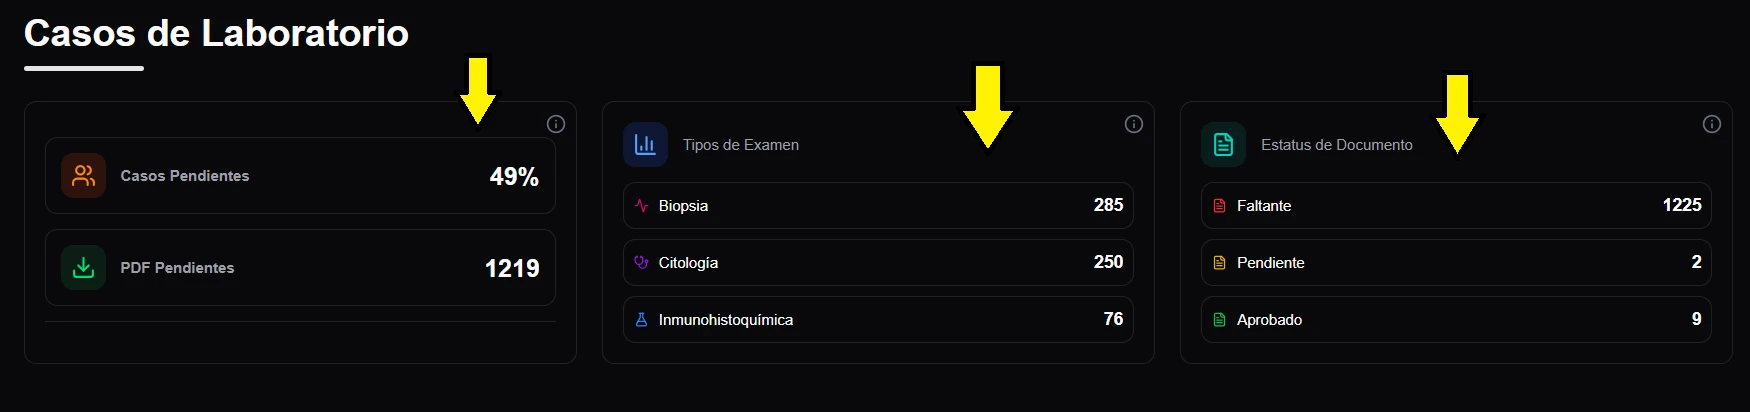 Casos de Laboratorio
Casos Pendientes 49%
PDF Pendientes 1219
Tipos de Examen
Biopsia 285
Citología 250
Inmunohistoquímica 76
Estatus de Documento
Faltante 1225
Pendiente 2
Aprobado 9